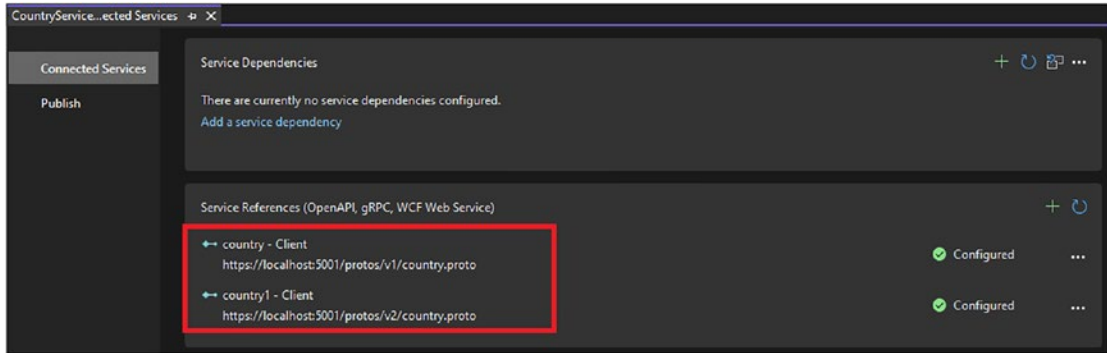 CountryService...ected Services
Connected Services
Publish
Service Dependencies
There are currently no service dependencies configured.
Add a service dependency
Service References (OpenAPI, gRPC, WCF Web Service)
country - Client
https://localhost:5001/protos/v1/country.proto
Configured
country1 - Client
https://localhost:5001/protos/v2/country.proto
Configured